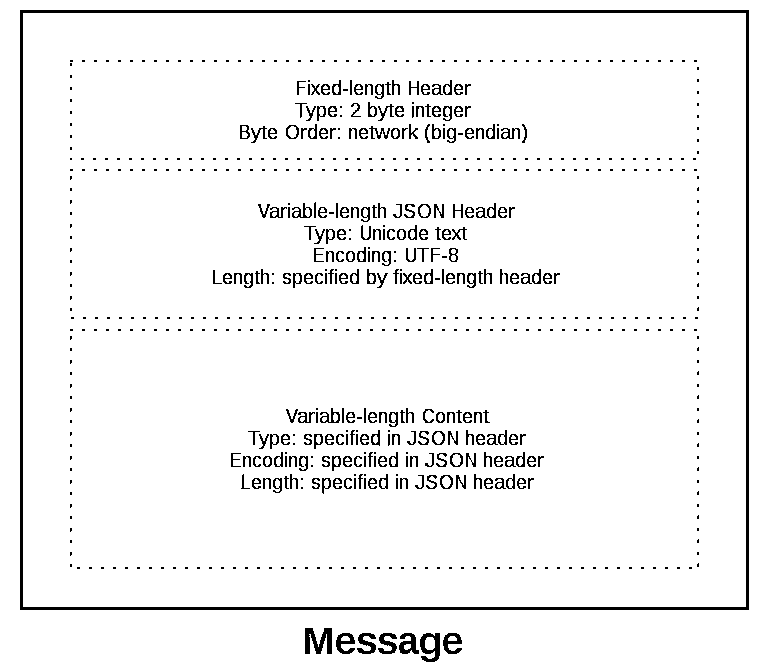 Fixed-length Header
Type: 2 byte integer
Byte Order: network (big-endian)
Variable-length JSON Header
Type: Unicode text
Encoding: UTF-8
Length: specified by fixed-length header
Variable-length Content
Type: specified in JSON header
Encoding: specified in JSON header
Length: specified in JSON header
Message